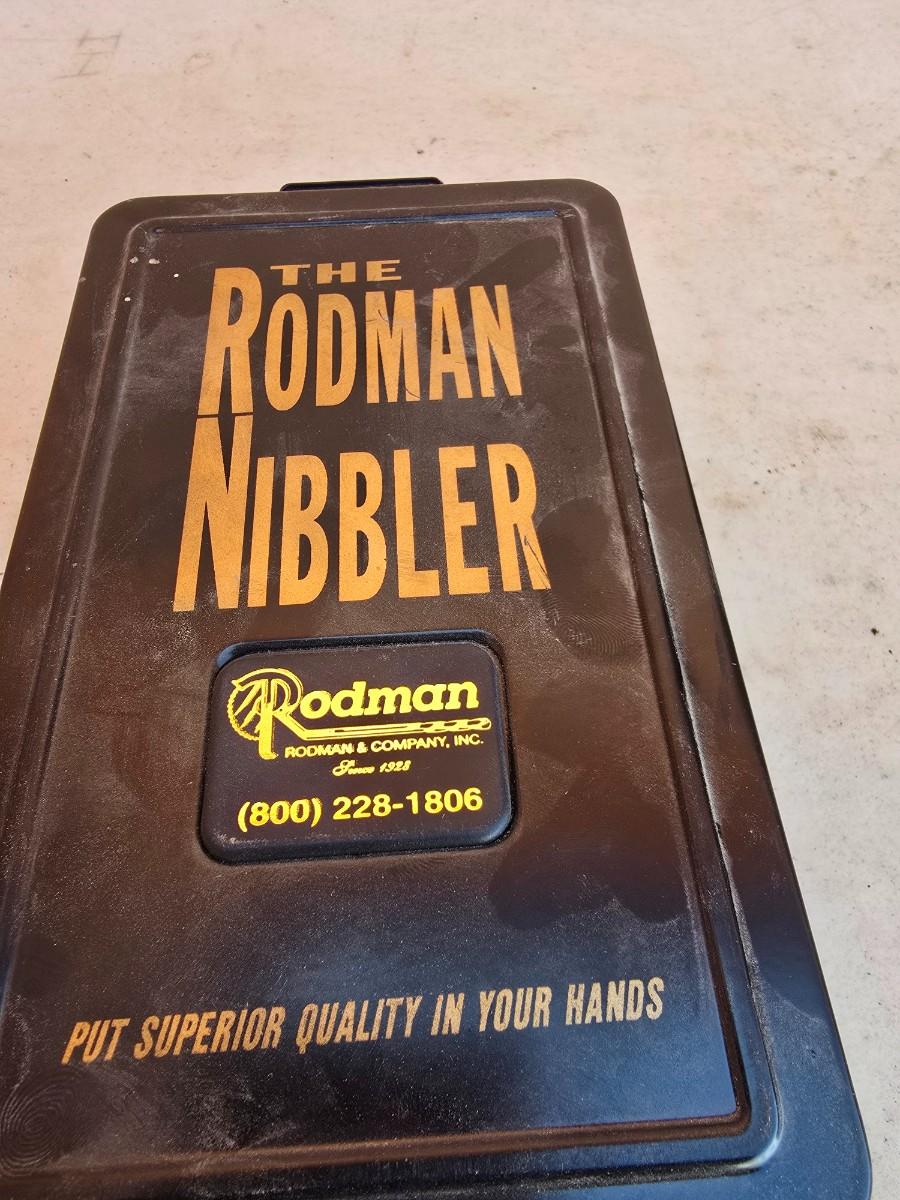 THE
RODMAN
NIBBLER
Rodman
RODMAN & COMPANY, INC.
Since 1928
(800) 228-1806
PUT SUPERIOR QUALITY IN YOUR HANDS